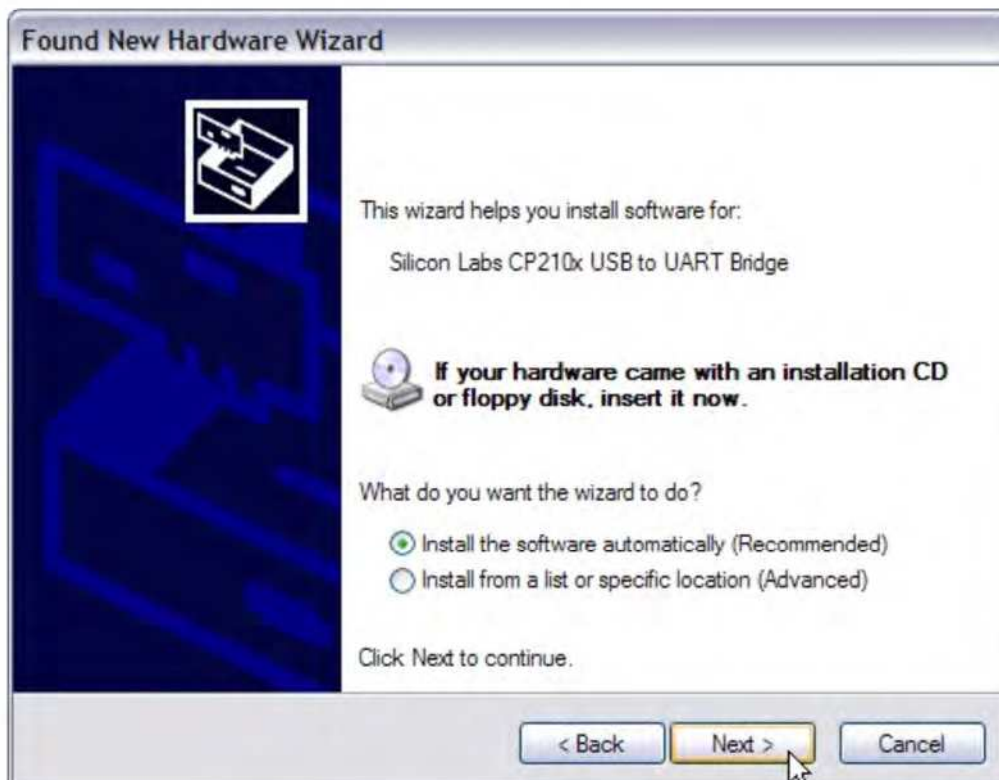 Found New Hardware Wizard
This wizard helps you install software for:
Silicon Labs CP210x USB to UART Bridge
If your hardware came with an installation CD
or floppy disk, insert it now.
What do you want the wizard to do?
Install the software automatically (Recommended)
Install from a list or specific location (Advanced)
Click Next to continue.
< Back
Next >
Cancel